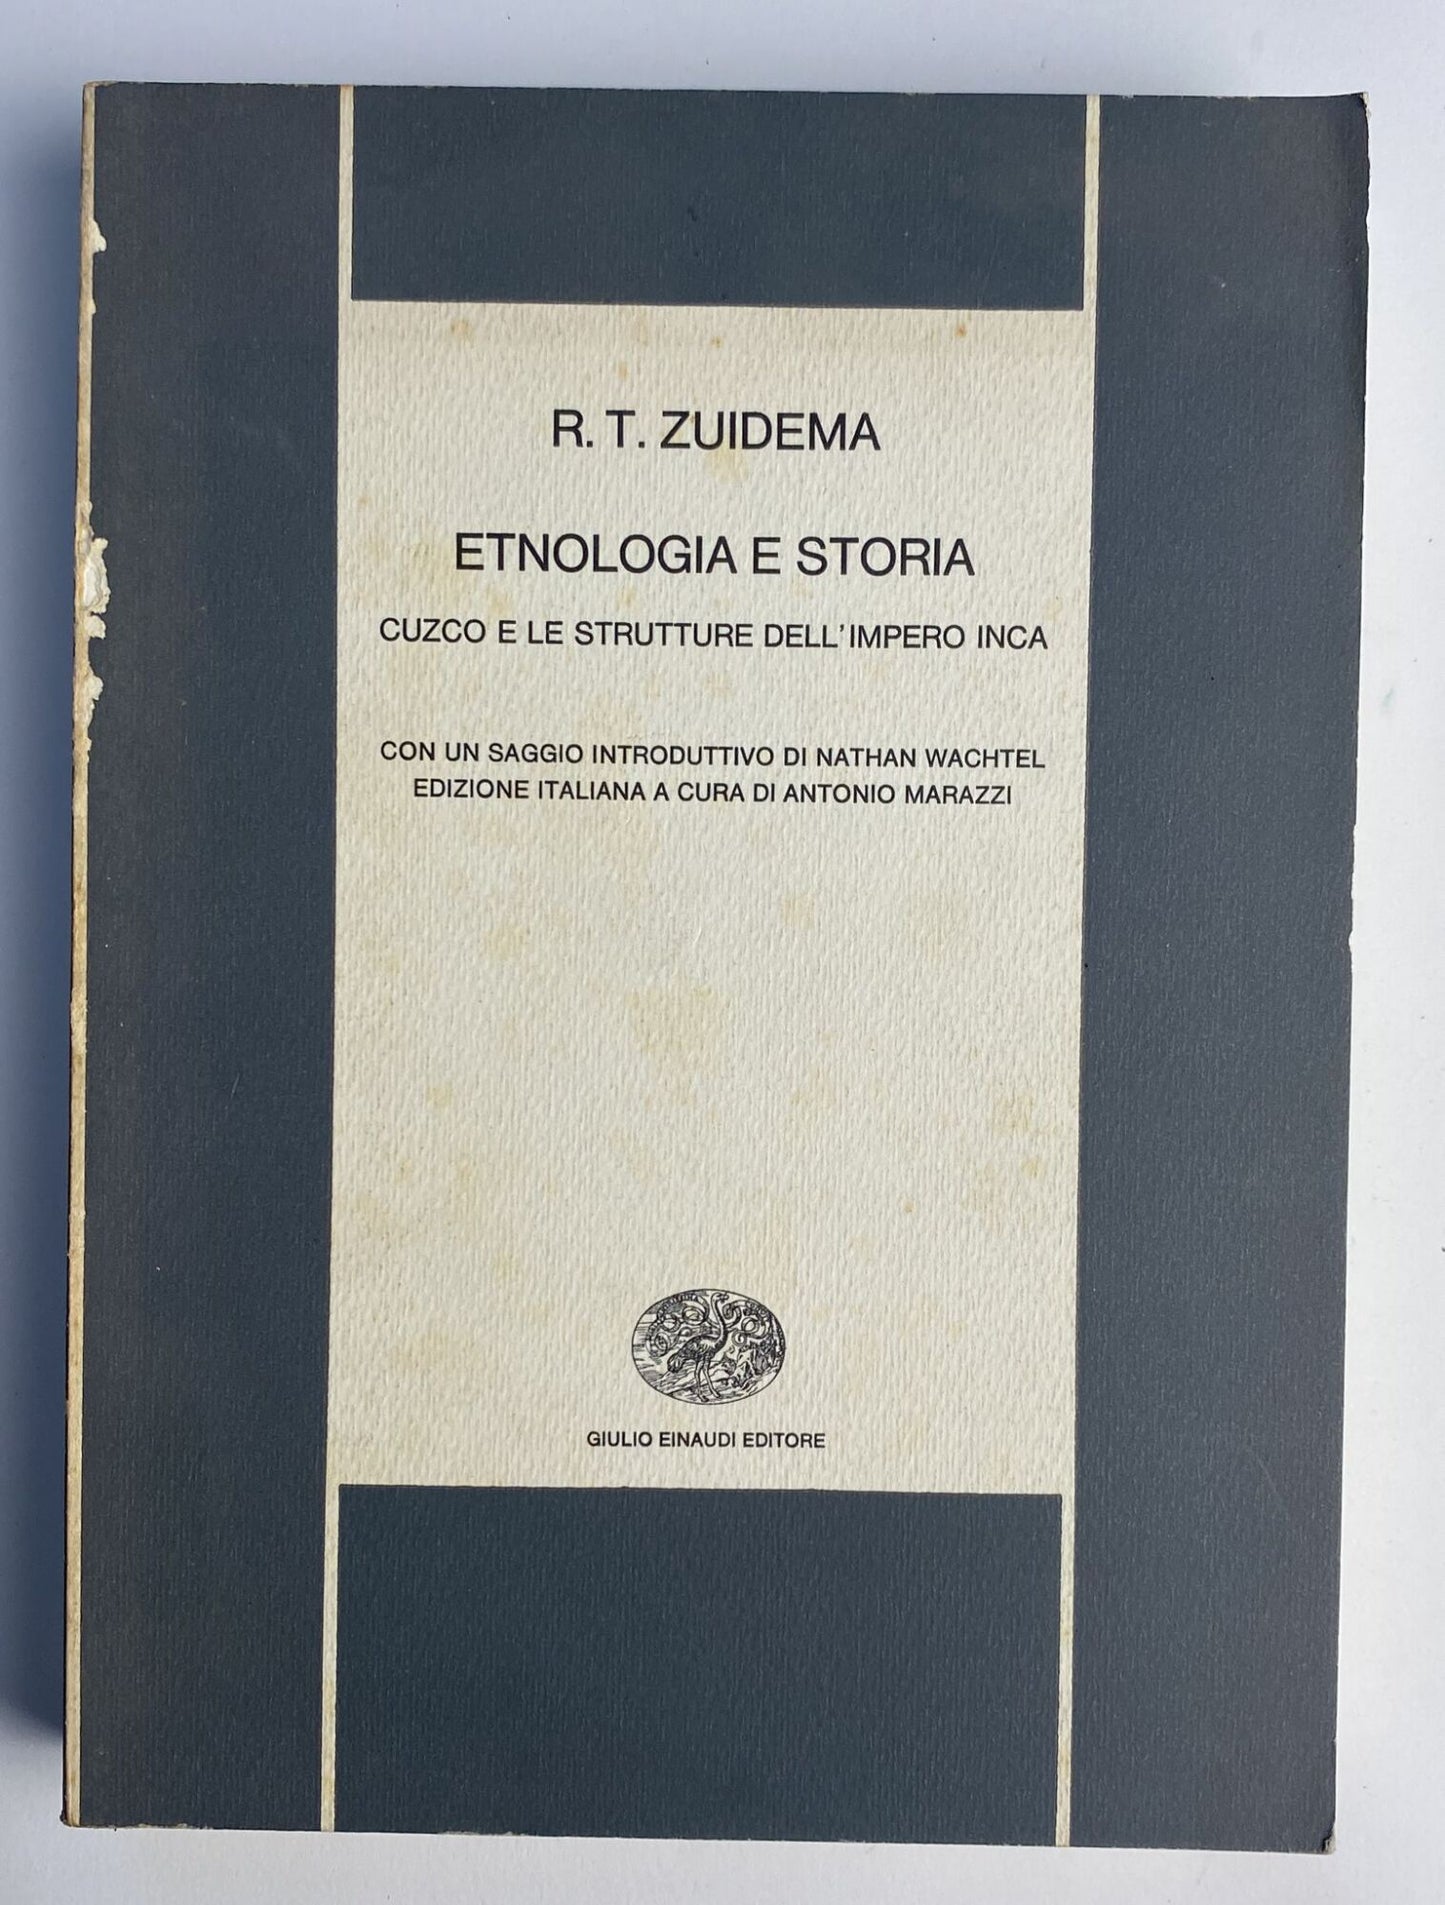 R. T. ZUIDEMA
ETNOLOGIA E STORIA
CUZCO E LE STRUTTURE DELL'IMPERO INCA
CON UN SAGGIO INTRODUTTIVO DI NATHAN WACHTEL
EDIZIONE ITALIANA A CURA DI ANTONIO MARAZZI
GIULIO EINAUDI EDITORE